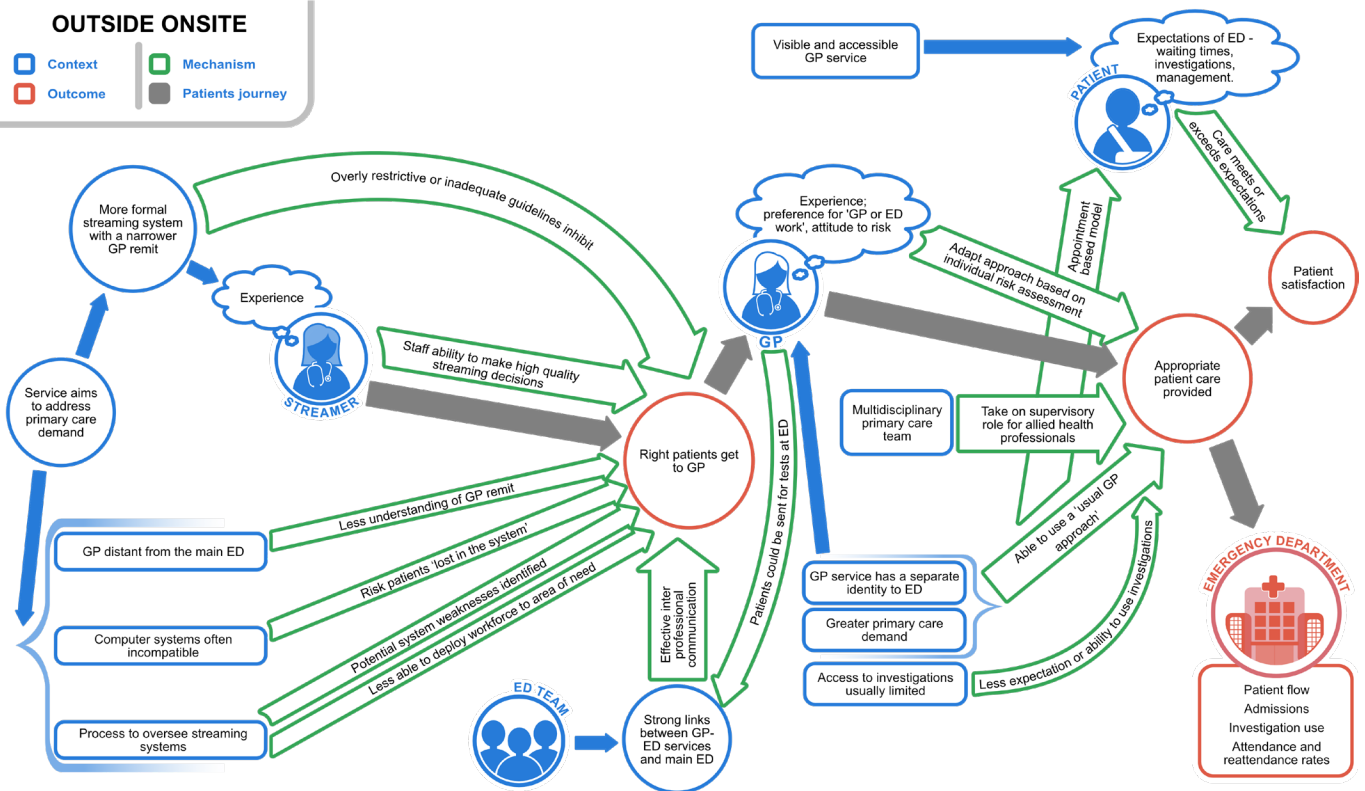 OUTSIDE ONSITE
Context
Mechanism
Outcome
Patients journey
Visible and accessible
GP service
Expectations of ED -
waiting times,
investigations,
management.
PATIENT
Care meets or
exceeds expectations
Patient
satisfaction
More formal
streaming system
with a narrower
GP remit
Overly restrictive or inadequate guidelines inhibit
Experience
STREAMER
Staff ability to make high quality
streaming decisions
Service aims
to address
primary care
demand
Experience;
preference for 'GP or ED
work', attitude to risk
GP
Adapt approach based on
individual risk assessment
Appointment
based model
Appropriate
patient care
provided
Right patients get
to GP
Multidisciplinary
primary care
team
Take on supervisory
role for allied health
professionals
Less understanding of GP remit
GP distant from the main ED
Risk patients ‘lost in the system’
Computer systems often
incompatible
Potential system weaknesses identified
Less able to deploy workforce to area of need
Process to oversee streaming
systems
Effective inter
professional
communication
Patients could be sent for tests at ED
ED TEAM
Strong links
between GP-
ED services
and main ED
GP service has a separate
identity to ED
Greater primary care
demand
Access to investigations
usually limited
Able to use a ‘usual GP
approach’
Less expectation or ability to use investigations
EMERGENCY DEPARTMENT
Patient flow
Admissions
Investigation use
Attendance and
reattendance rates